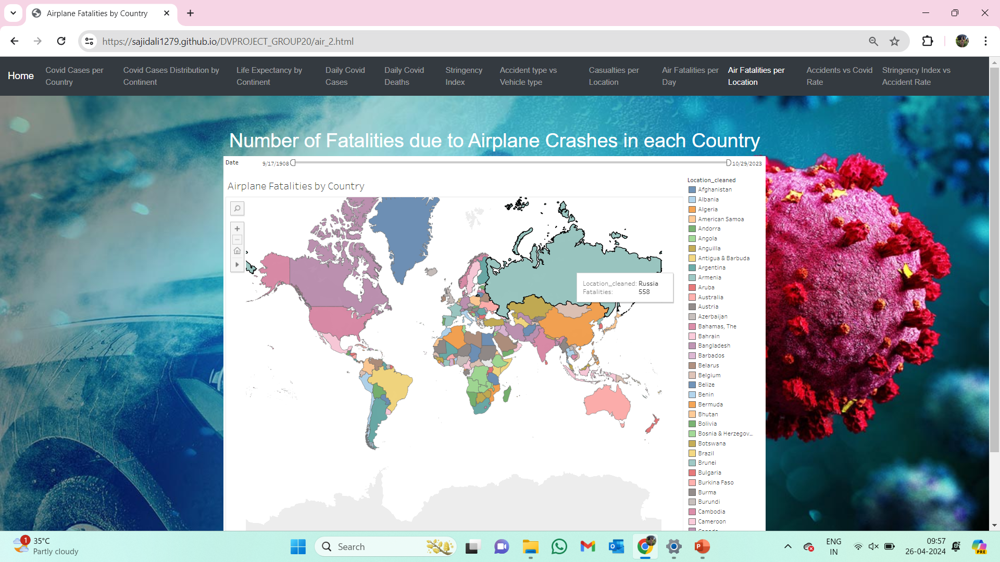 Airplane Fatalities by Country
https://sajidali1279.github.io/DVPROJECT_GROUP20/air_2.html
Home
Covid Cases per
Country
Covid Cases Distribution by
Continent
Life Expectancy by
Continent
Daily Covid
Cases
Daily Covid
Deaths
Stringency
Index
Accident type vs
Vehicle type
Casualties per
Location
Air Fatalities per
Day
Air Fatalities per
Location
Accidents vs Covid
Rate
Stringency Index vs
Accident Rate
Number of Fatalities due to Airplane Crashes in each Country
Date
9/17/1908
10/29/2023
Airplane Fatalities by Country
Location_cleaned: Russia
Fatalities: 558
Location_cleaned
Afghanistan
Albania
Algeria
American Samoa
Andorra
Angola
Anguilla
Antigua & Barbuda
Argentina
Armenia
Aruba
Australia
Austria
Azerbaijan
Bahamas, The
Bahrain
Bangladesh
Barbados
Belarus
Belgium
Belize
Benin
Bermuda
Bhutan
Bolivia
Bosnia & Herzegov..
Botswana
Brazil
Brunei
Bulgaria
Burkina Faso
Burma
Burundi
Cambodia
Cameroon
1
35°C
Partly cloudy
Search
ENG
IN
09:57
26-04-2024
PRE